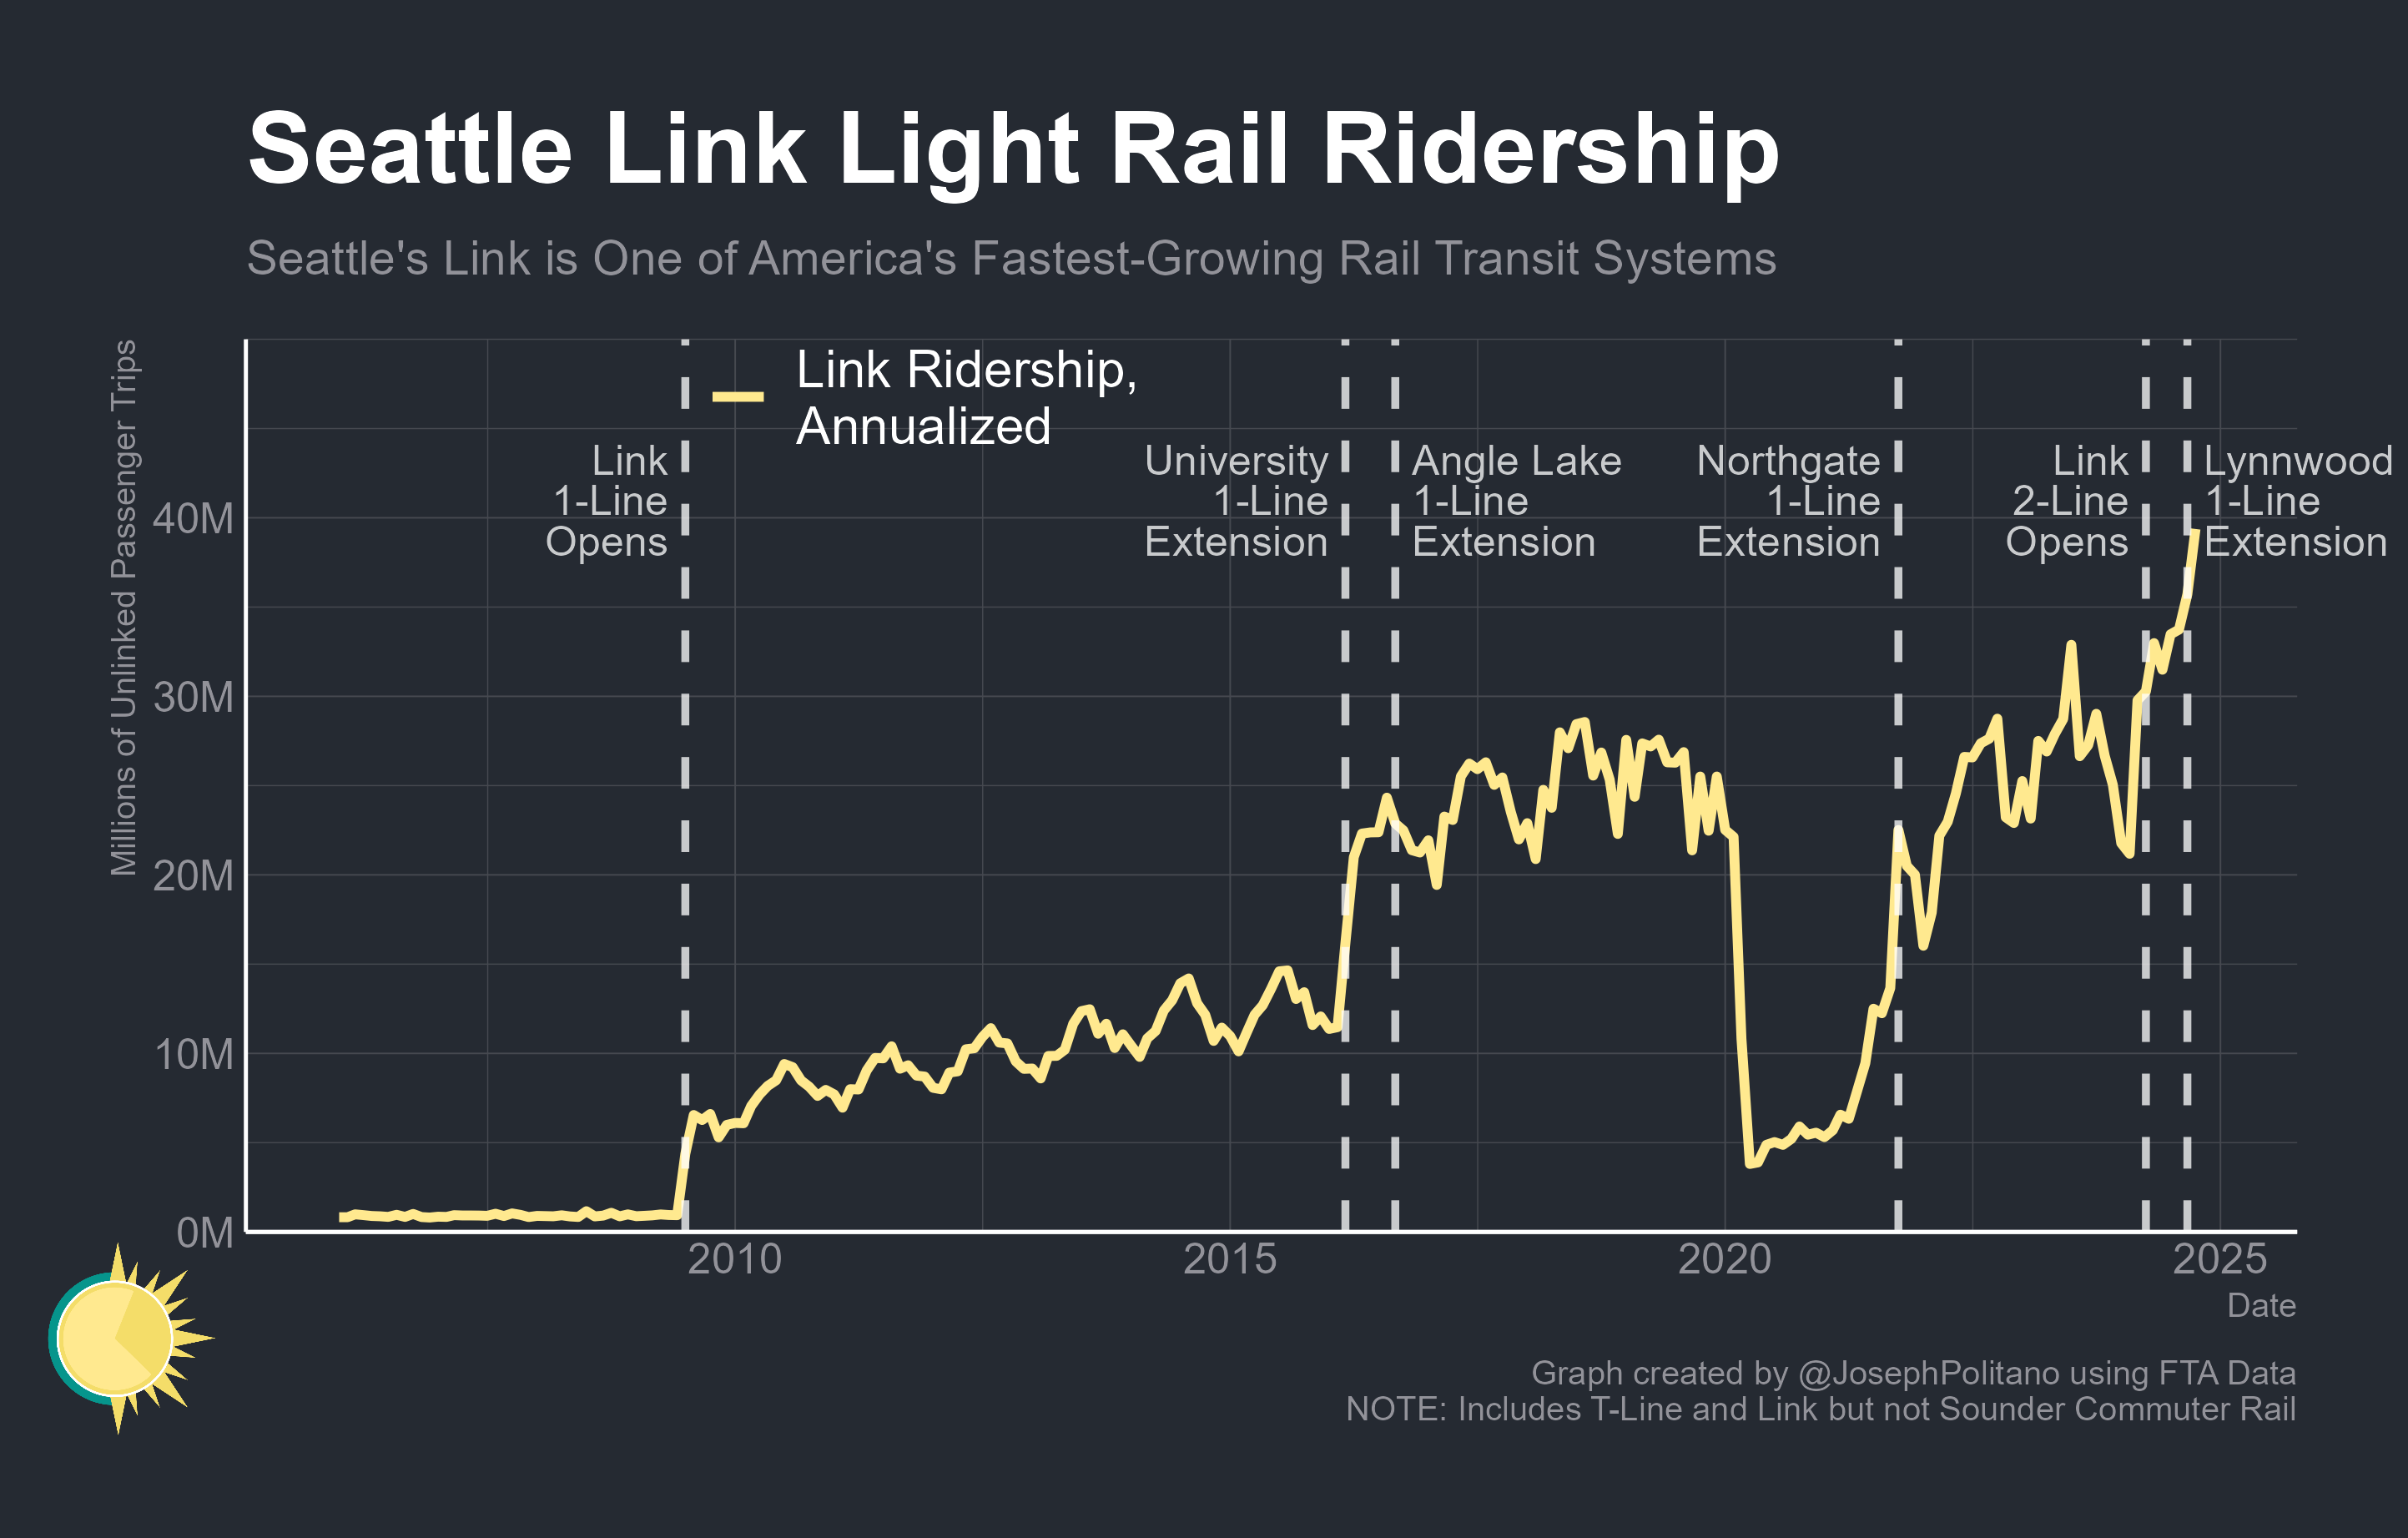 Seattle Link Light Rail Ridership
Seattle's Link is One of America's Fastest-Growing Rail Transit Systems
Millions of Unlinked Passenger Trips
Link Ridership,
Annualized
Link
1-Line
Opens
University
1-Line
Extension
Angle Lake
1-Line
Extension
Northgate
1-Line
Extension
Link
2-Line
Opens
Lynnwood
1-Line
Extension
40M
30M
20M
10M
0M
2010
2015
2020
2025
Date
Graph created by @JosephPolitano using FTA Data
NOTE: Includes T-Line and Link but not Sounder Commuter Rail